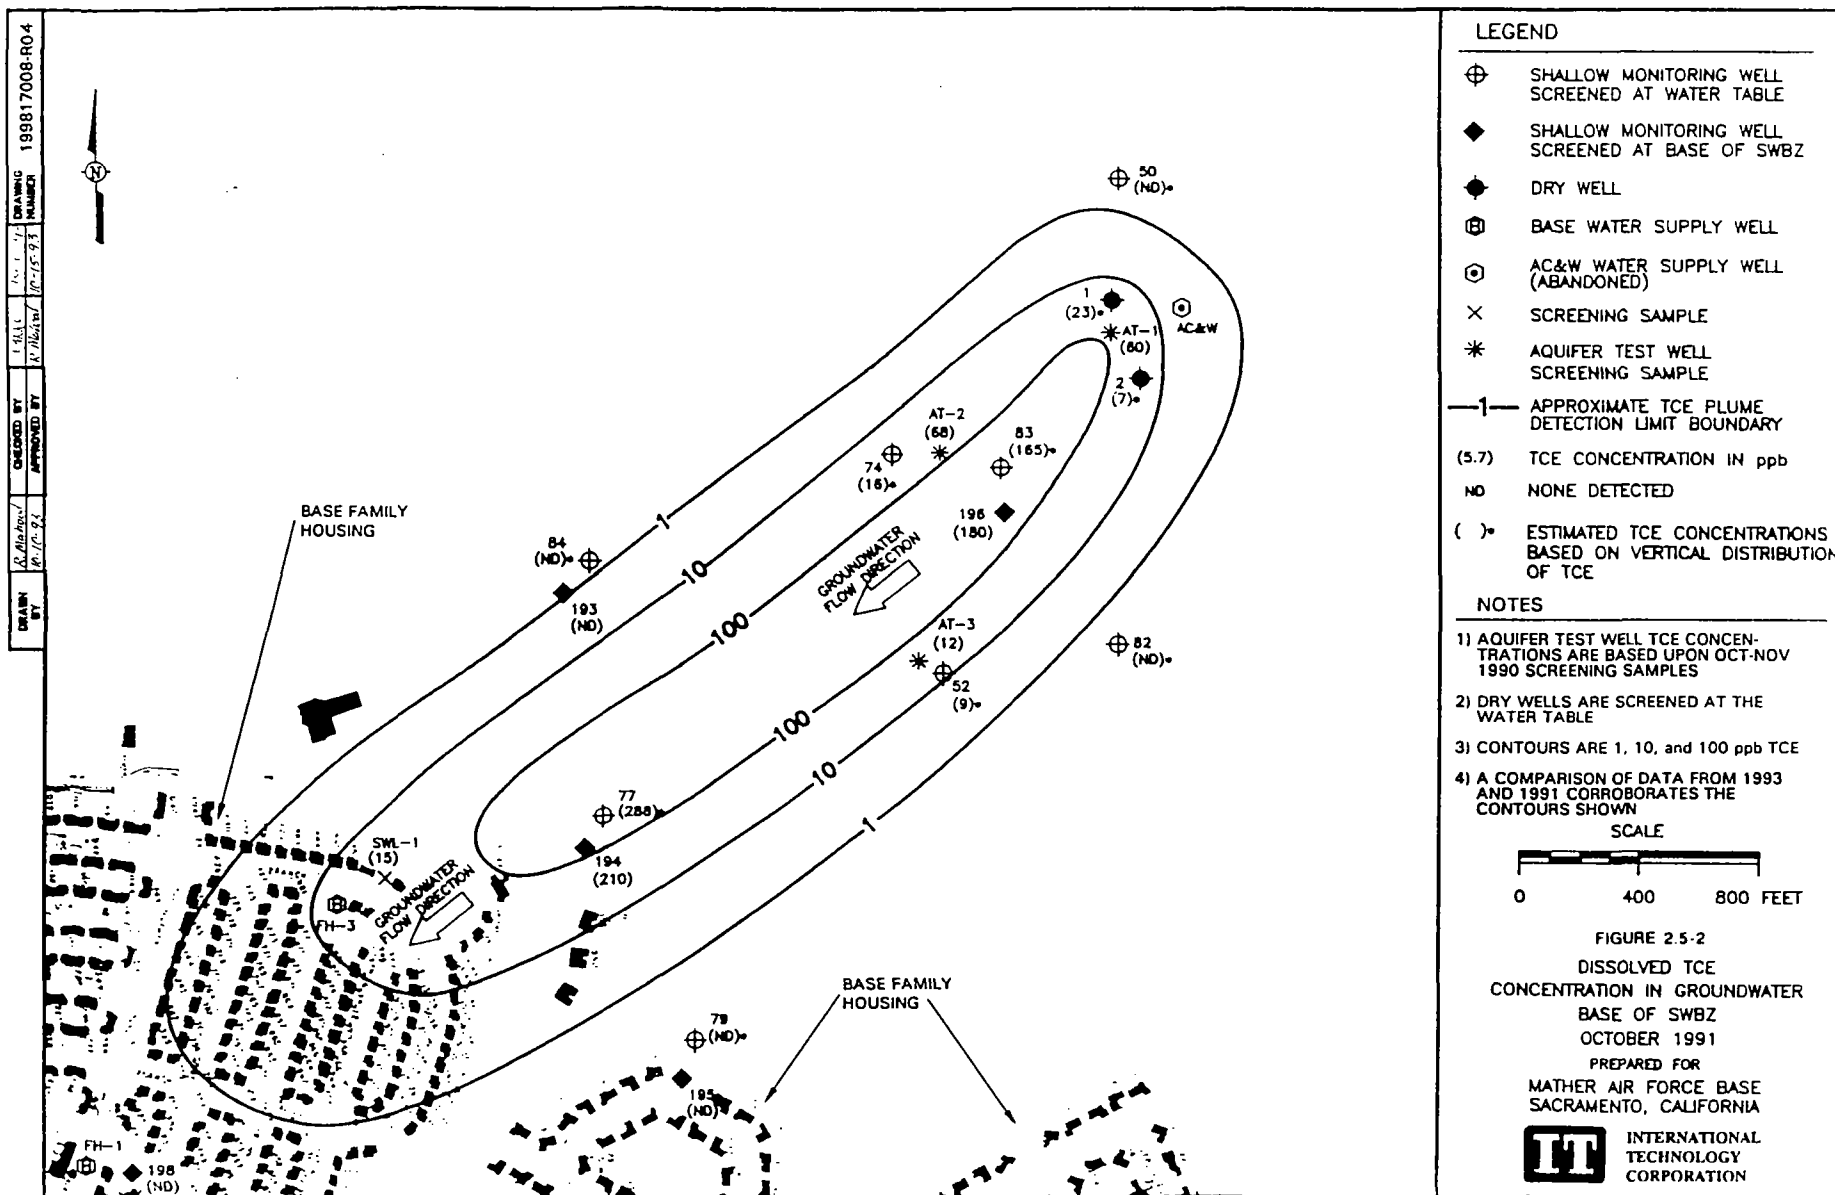 DRAWING NUMBER 199817008-R04
10-15-93
CHECKED BY
APPROVED BY
DRAWN BY
N
50
(ND)*
1
(23)*
AT-1
(80)
AC&W
2
(7)*
AT-2
(68)
83
(165)*
74
(16)*
196
(180)
GROUNDWATER
FLOW DIRECTION
BASE FAMILY
HOUSING
84
(ND)*
193
(ND)
1
10
100
AT-3
(12)
52
(9)*
82
(ND)*
100
10
1
77
(288)*
194
(210)
SWL-1
(15)
FH-3
GROUNDWATER
FLOW DIRECTION
BASE FAMILY
HOUSING
79
(ND)*
195
(ND)
FH-1
198
(ND)
LEGEND
SHALLOW MONITORING WELL
SCREENED AT WATER TABLE
SHALLOW MONITORING WELL
SCREENED AT BASE OF SWBZ
DRY WELL
BASE WATER SUPPLY WELL
AC&W WATER SUPPLY WELL
(ABANDONED)
SCREENING SAMPLE
AQUIFER TEST WELL
SCREENING SAMPLE
1 APPROXIMATE TCE PLUME
DETECTION LIMIT BOUNDARY
(5.7) TCE CONCENTRATION IN ppb
ND NONE DETECTED
( )* ESTIMATED TCE CONCENTRATIONS
BASED ON VERTICAL DISTRIBUTION
OF TCE
NOTES
1) AQUIFER TEST WELL TCE CONCEN-
TRATIONS ARE BASED UPON OCT-NOV
1990 SCREENING SAMPLES
2) DRY WELLS ARE SCREENED AT THE
WATER TABLE
3) CONTOURS ARE 1, 10, and 100 ppb TCE
4) A COMPARISON OF DATA FROM 1993
AND 1991 CORROBORATES THE
CONTOURS SHOWN
SCALE
0 400 800 FEET
FIGURE 2.5-2
DISSOLVED TCE
CONCENTRATION IN GROUNDWATER
BASE OF SWBZ
OCTOBER 1991
PREPARED FOR
MATHER AIR FORCE BASE
SACRAMENTO, CALIFORNIA
IT
INTERNATIONAL
TECHNOLOGY
CORPORATION